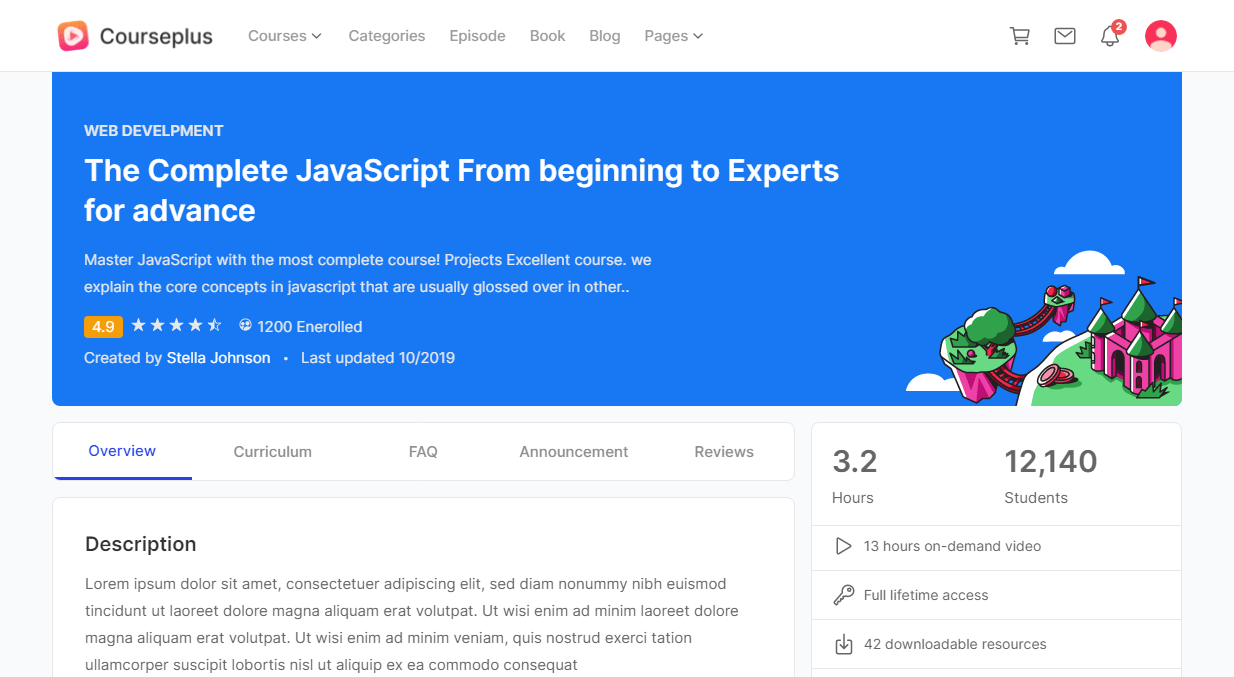 Courseplus
Courses
Categories
Episode
Book
Blog
Pages
2
WEB DEVELPMENT
The Complete JavaScript From beginning to Experts
for advance
Master JavaScript with the most complete course! Projects Excellent course. we
explain the core concepts in javascript that are usually glossed over in other..
4.9 1200 Enerolled
Created by Stella Johnson • Last updated 10/2019
Overview
Curriculum
FAQ
Announcement
Reviews
Description
Lorem ipsum dolor sit amet, consectetuer adipiscing elit, sed diam nonummy nibh euismod
tincidunt ut laoreet dolore magna aliquam erat volutpat. Ut wisi enim ad minim laoreet dolore
magna aliquam erat volutpat. Ut wisi enim ad minim veniam, quis nostrud exerci tation
ullamcorper suscipit lobortis nisl ut aliquip ex ea commodo consequat
3.2
Hours
12,140
Students
13 hours on-demand video
Full lifetime access
42 downloadable resources